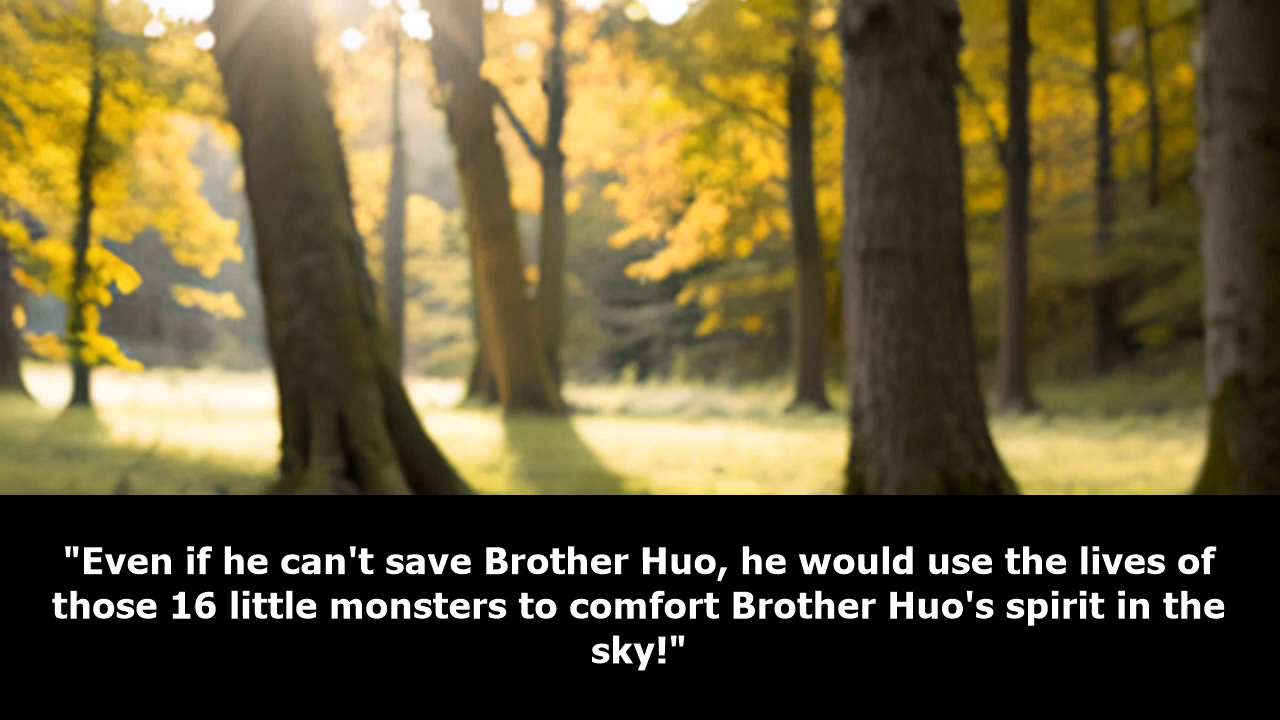 "Even if he can't save Brother Huo, he would use the lives of
those 16 little monsters to comfort Brother Huo's spirit in the
sky!"